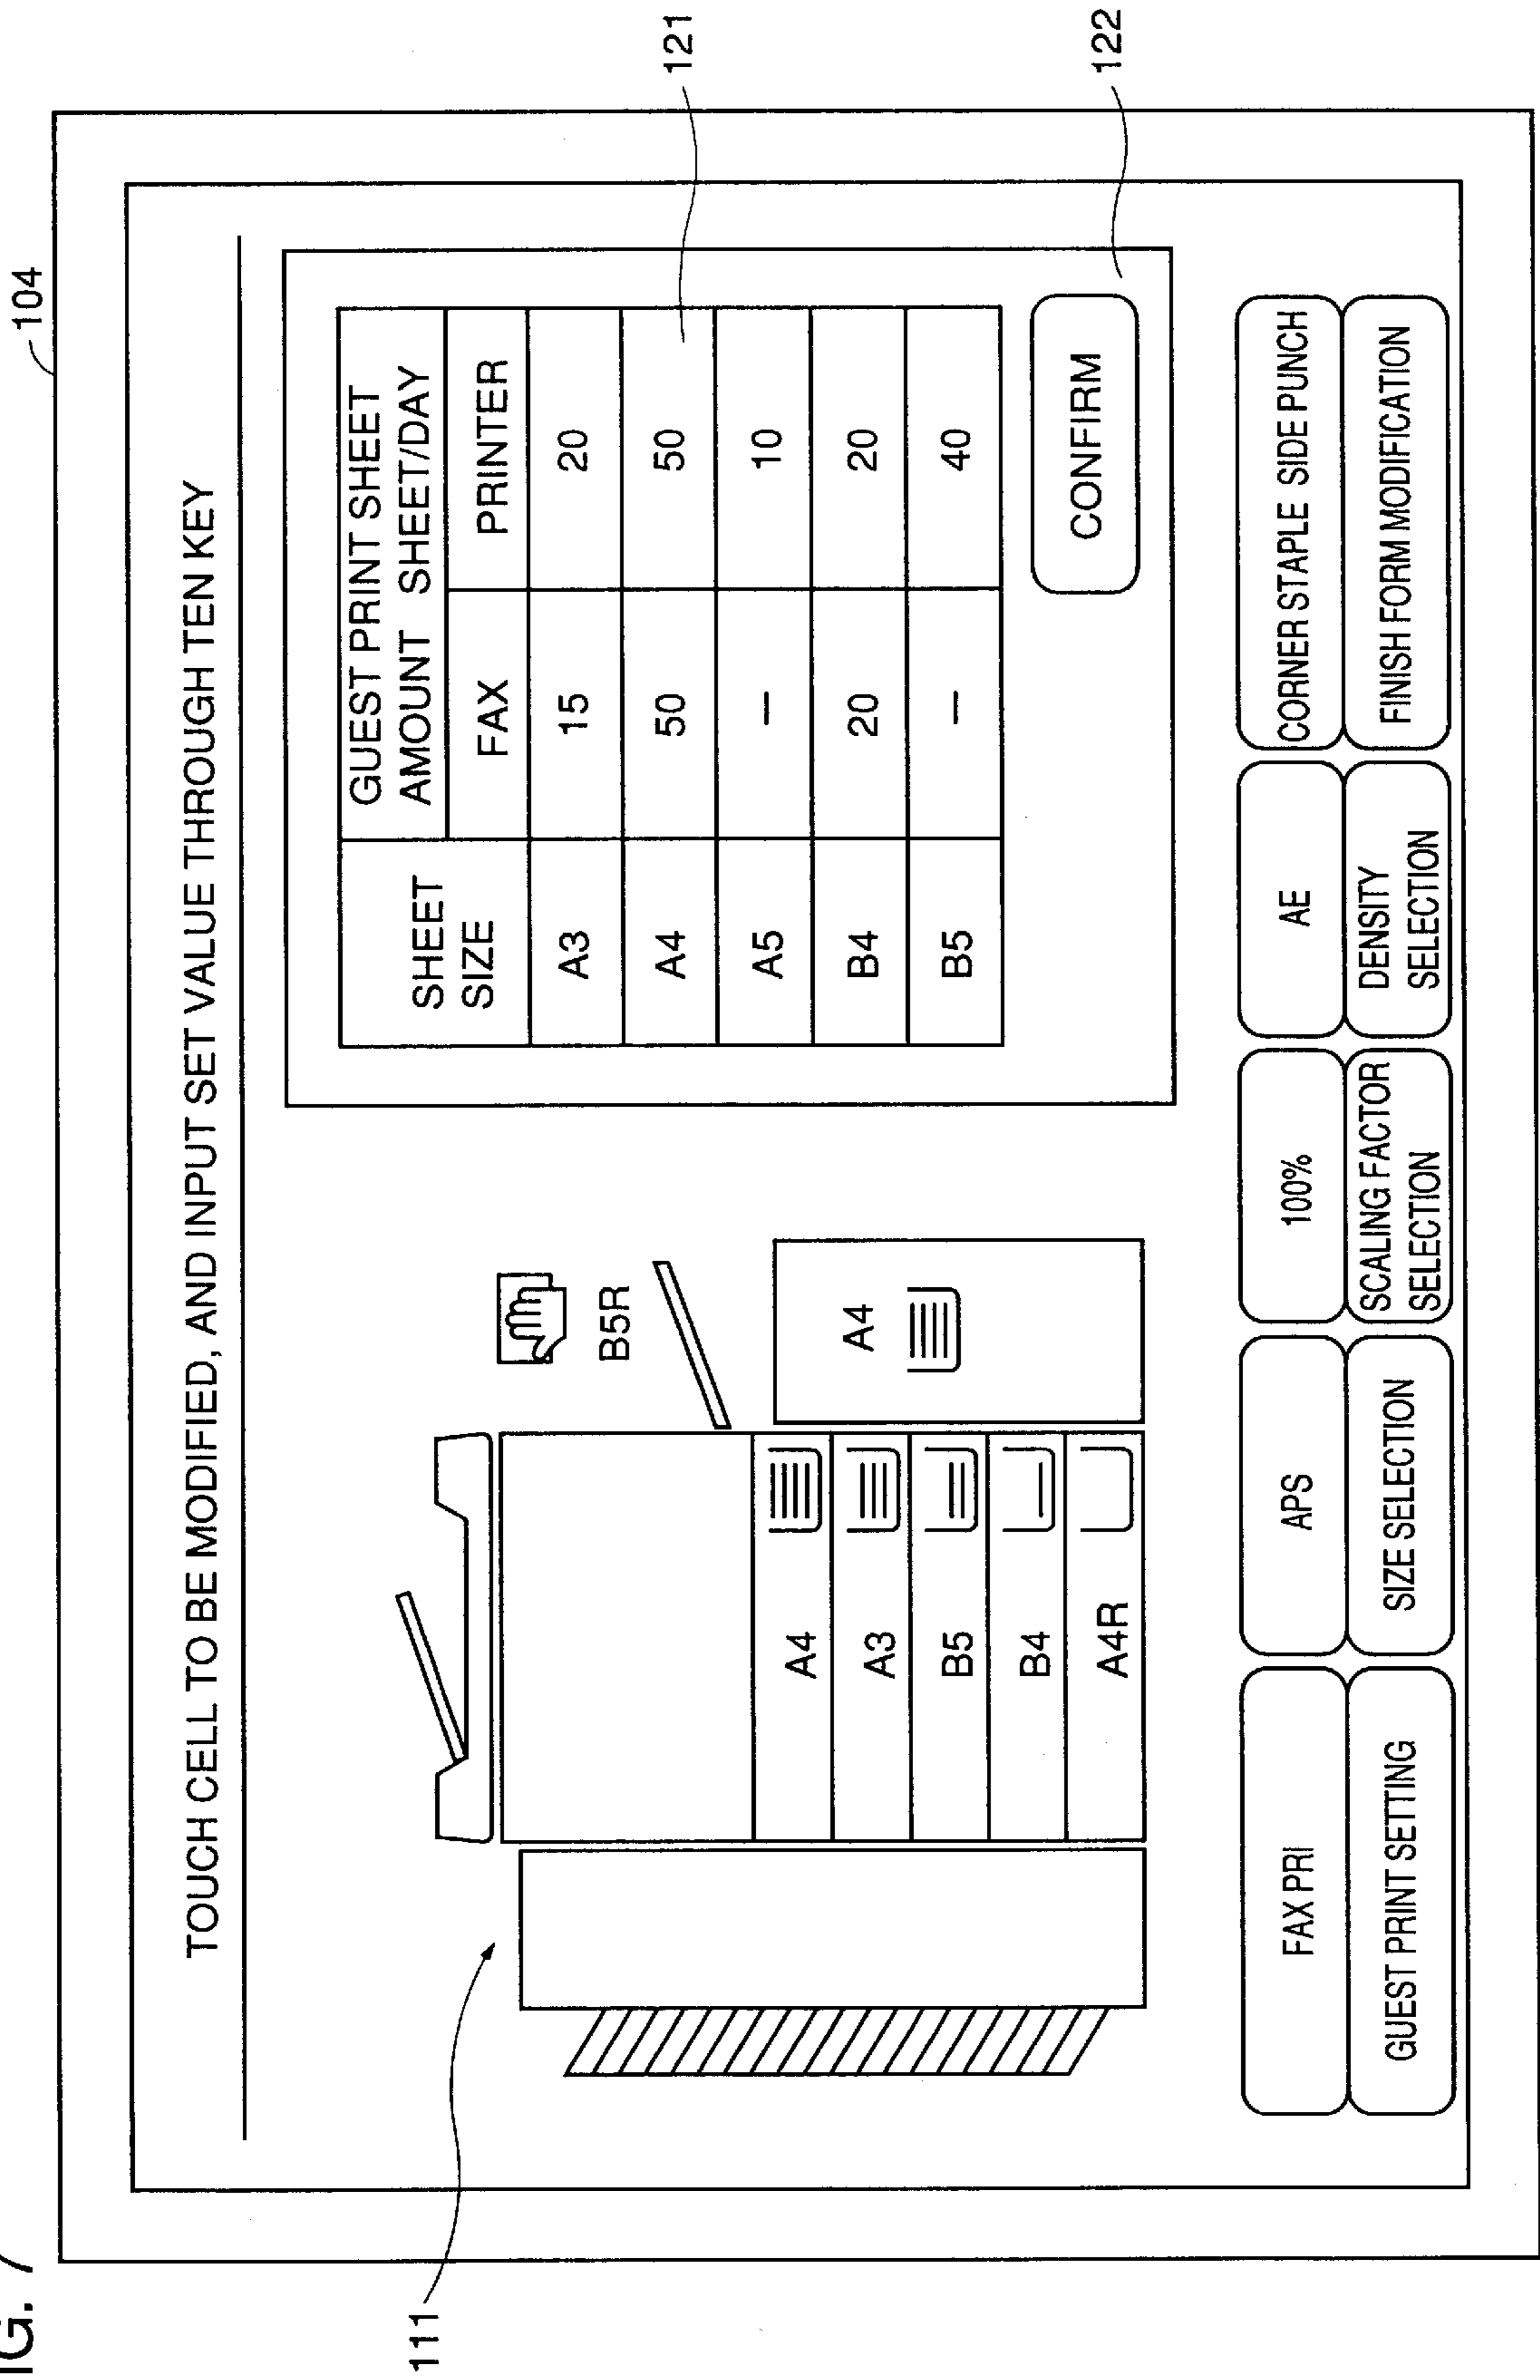 IG. 7
104
TOUCH CELL TO BE MODIFIED, AND INPUT SET VALUE THROUGH TEN KEY
111
B5R
A4
A4
A3
B5
B4
A4R
SHEET SIZE
GUEST PRINT SHEET
AMOUNT SHEET/DAY
FAX PRINTER
A3 15 20
A4 50 50
A5 – 10
B4 20 20
B5 – 40
121
CONFIRM
122
FAX PRI
GUEST PRINT SETTING
APS
SIZE SELECTION
100%
SCALING FACTOR
SELECTION
AE
DENSITY
SELECTION
CORNER STAPLE SIDE PUNCH
FINISH FORM MODIFICATION